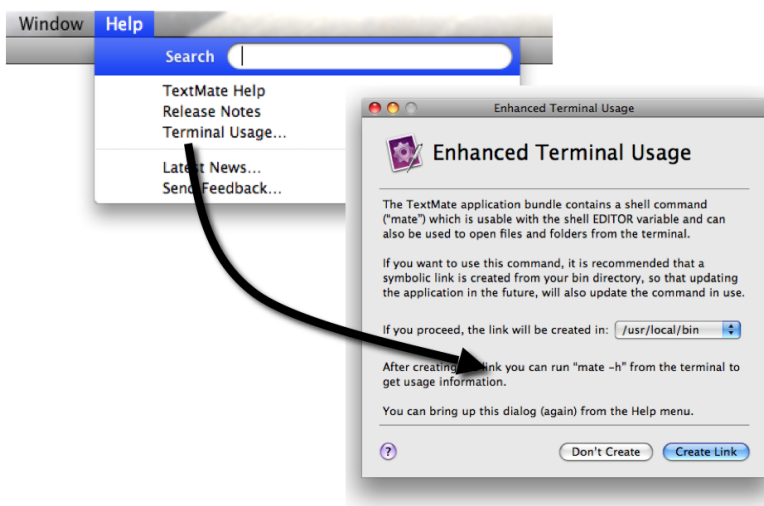 Window Help
Search
TextMate Help
Release Notes
Terminal Usage...
Latest News...
Send Feedback...
Enhanced Terminal Usage
Enhanced Terminal Usage
The TextMate application bundle contains a shell command
("mate") which is usable with the shell EDITOR variable and can
also be used to open files and folders from the terminal.
If you want to use this command, it is recommended that a
symbolic link is created from your bin directory, so that updating
the application in the future, will also update the command in use.
If you proceed, the link will be created in: /usr/local/bin
After creating link you can run "mate -h" from the terminal to
get usage information.
You can bring up this dialog (again) from the Help menu.
? Don't Create Create Link